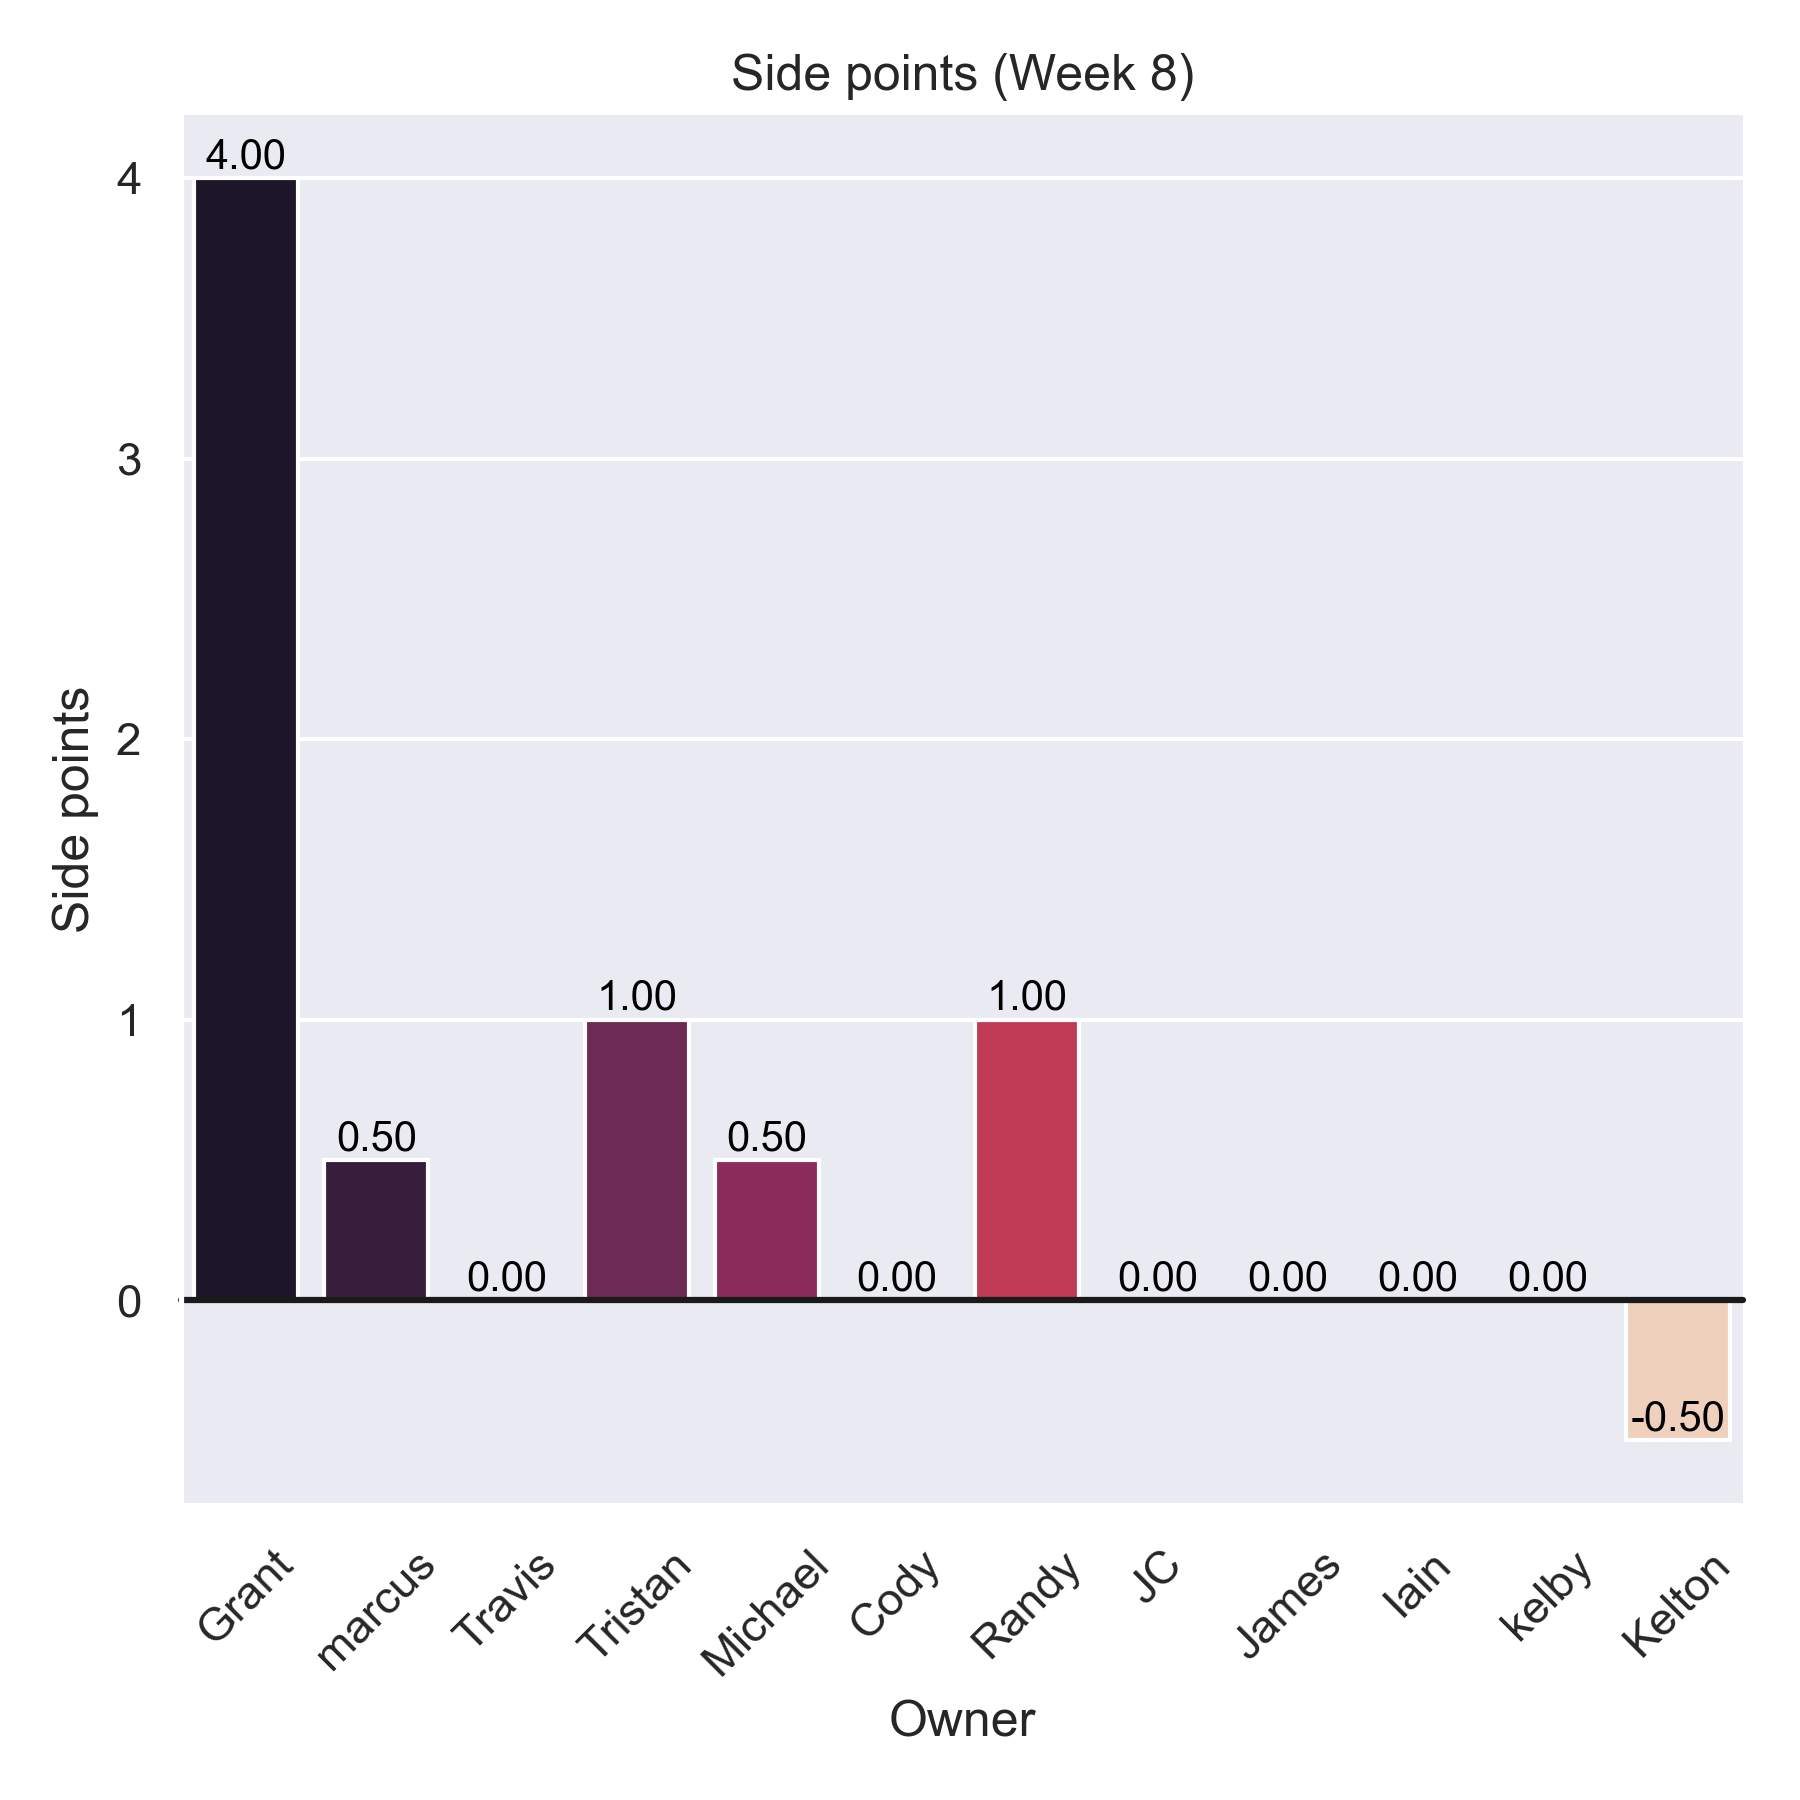 Side points (Week 8)
4.00
4
3
2
Side points
1.00
1.00
1
0.50
0.50
0.00
0.00
0.00
0.00
0.00
0.00
0
-0.50
Grant
marcus
Travis
Tristan
Michael
Cody
Randy
JC
James
Iain
kelby
Kelton
Owner